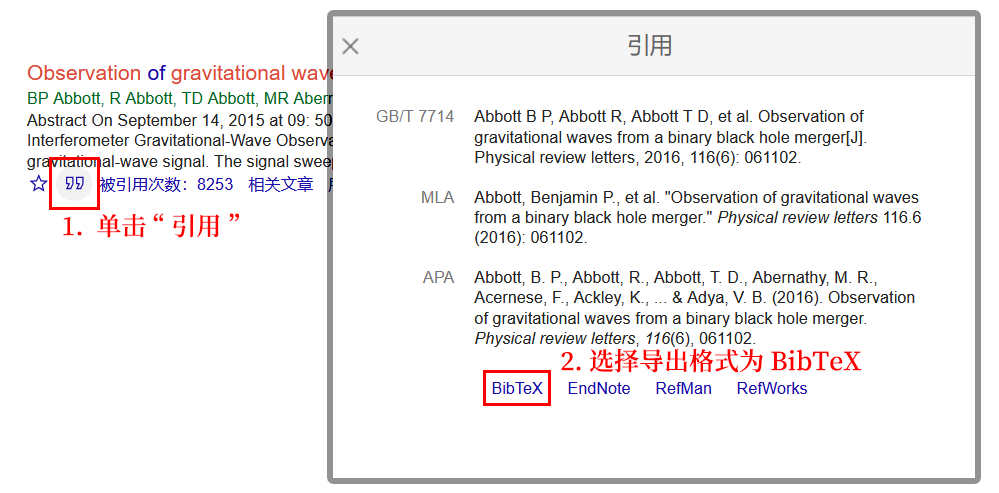 Observation of gravitational wave
BP Abbott, R Abbott, TD Abbott, MR Abern
Abstract On September 14, 2015 at 09: 50
Interferometer Gravitational-Wave Observa
gravitational-wave signal. The signal sweep
被引用次数：8253 相关文章
1. 单击 “ 引用 ”
引用
GB/T 7714
Abbott B P, Abbott R, Abbott T D, et al. Observation of
gravitational waves from a binary black hole merger[J].
Physical review letters, 2016, 116(6): 061102.
MLA
Abbott, Benjamin P., et al. "Observation of gravitational waves
from a binary black hole merger." Physical review letters 116.6
(2016): 061102.
APA
Abbott, B. P., Abbott, R., Abbott, T. D., Abernathy, M. R.,
Acernese, F., Ackley, K., ... & Adya, V. B. (2016). Observation
of gravitational waves from a binary black hole merger.
Physical review letters, 116(6), 061102.
2. 选择导出格式为 BibTeX
BibTeX EndNote RefMan RefWorks